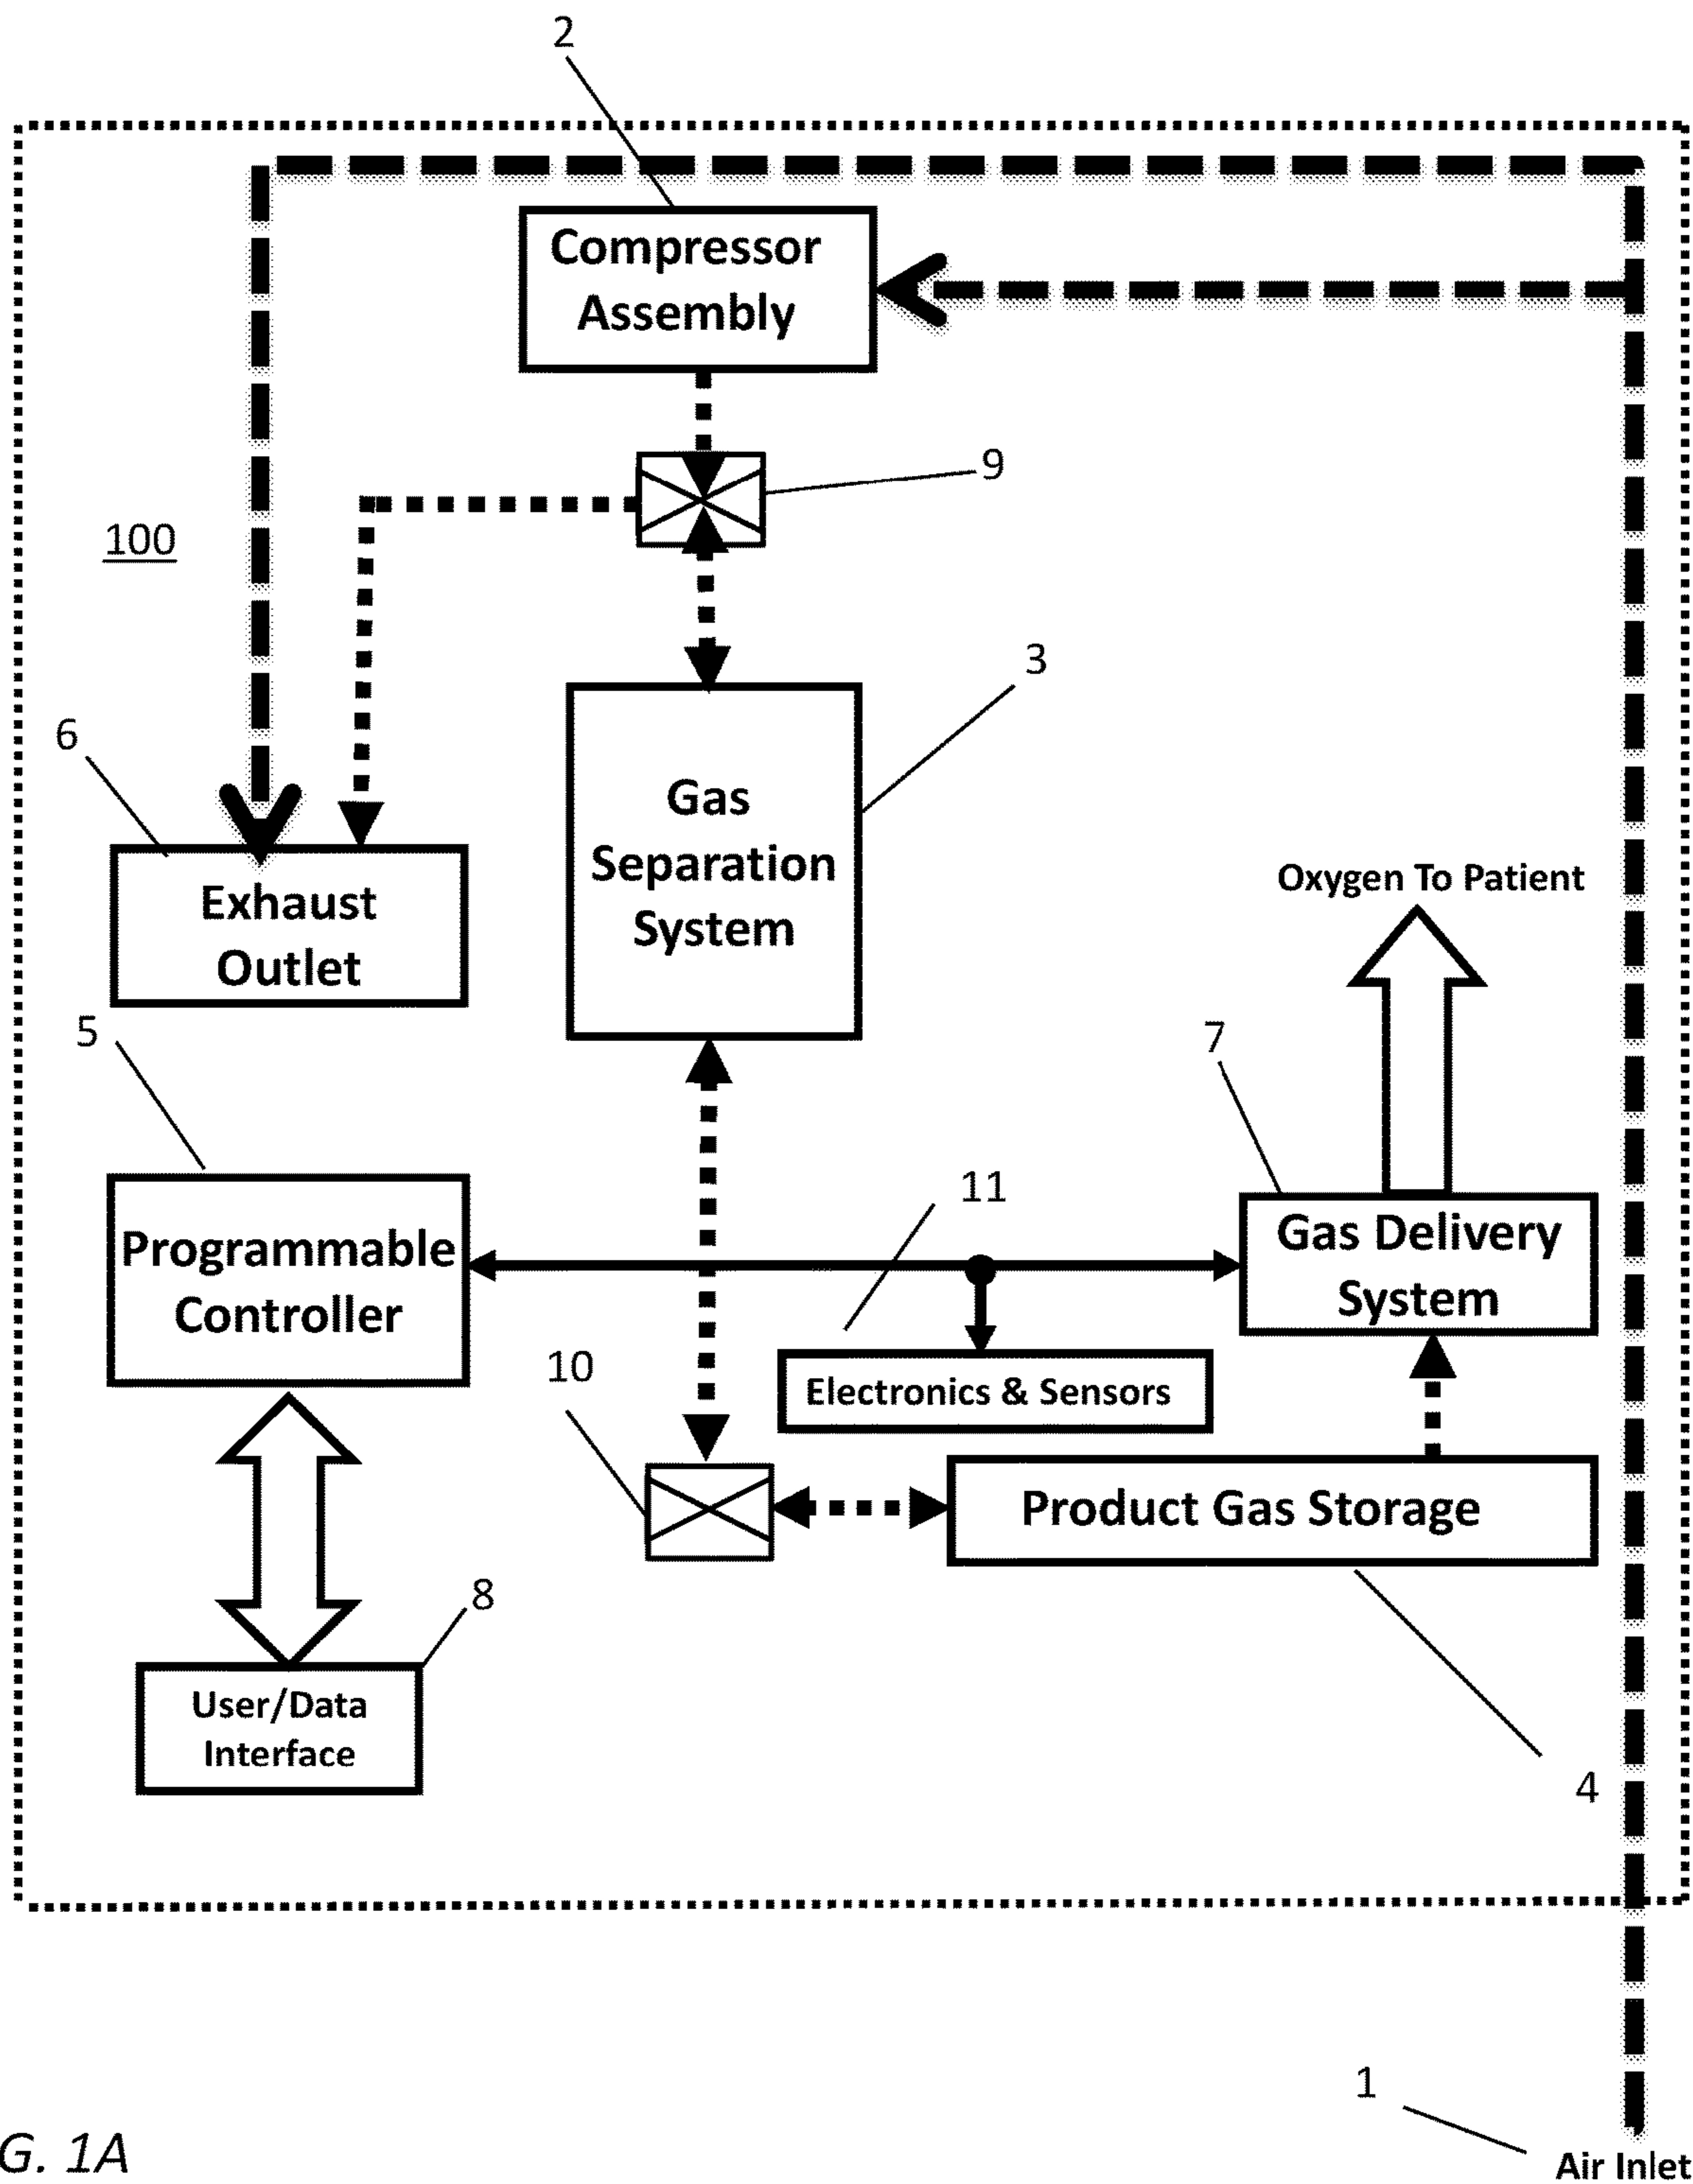 2
Compressor
Assembly
9
100
3
6
Gas
Separation
System
Exhaust
Outlet
Oxygen To Patient
5
7
11
Programmable
Controller
Gas Delivery
System
10
Electronics & Sensors
Product Gas Storage
8
User/Data
Interface
4
1
G. 1A
Air Inlet